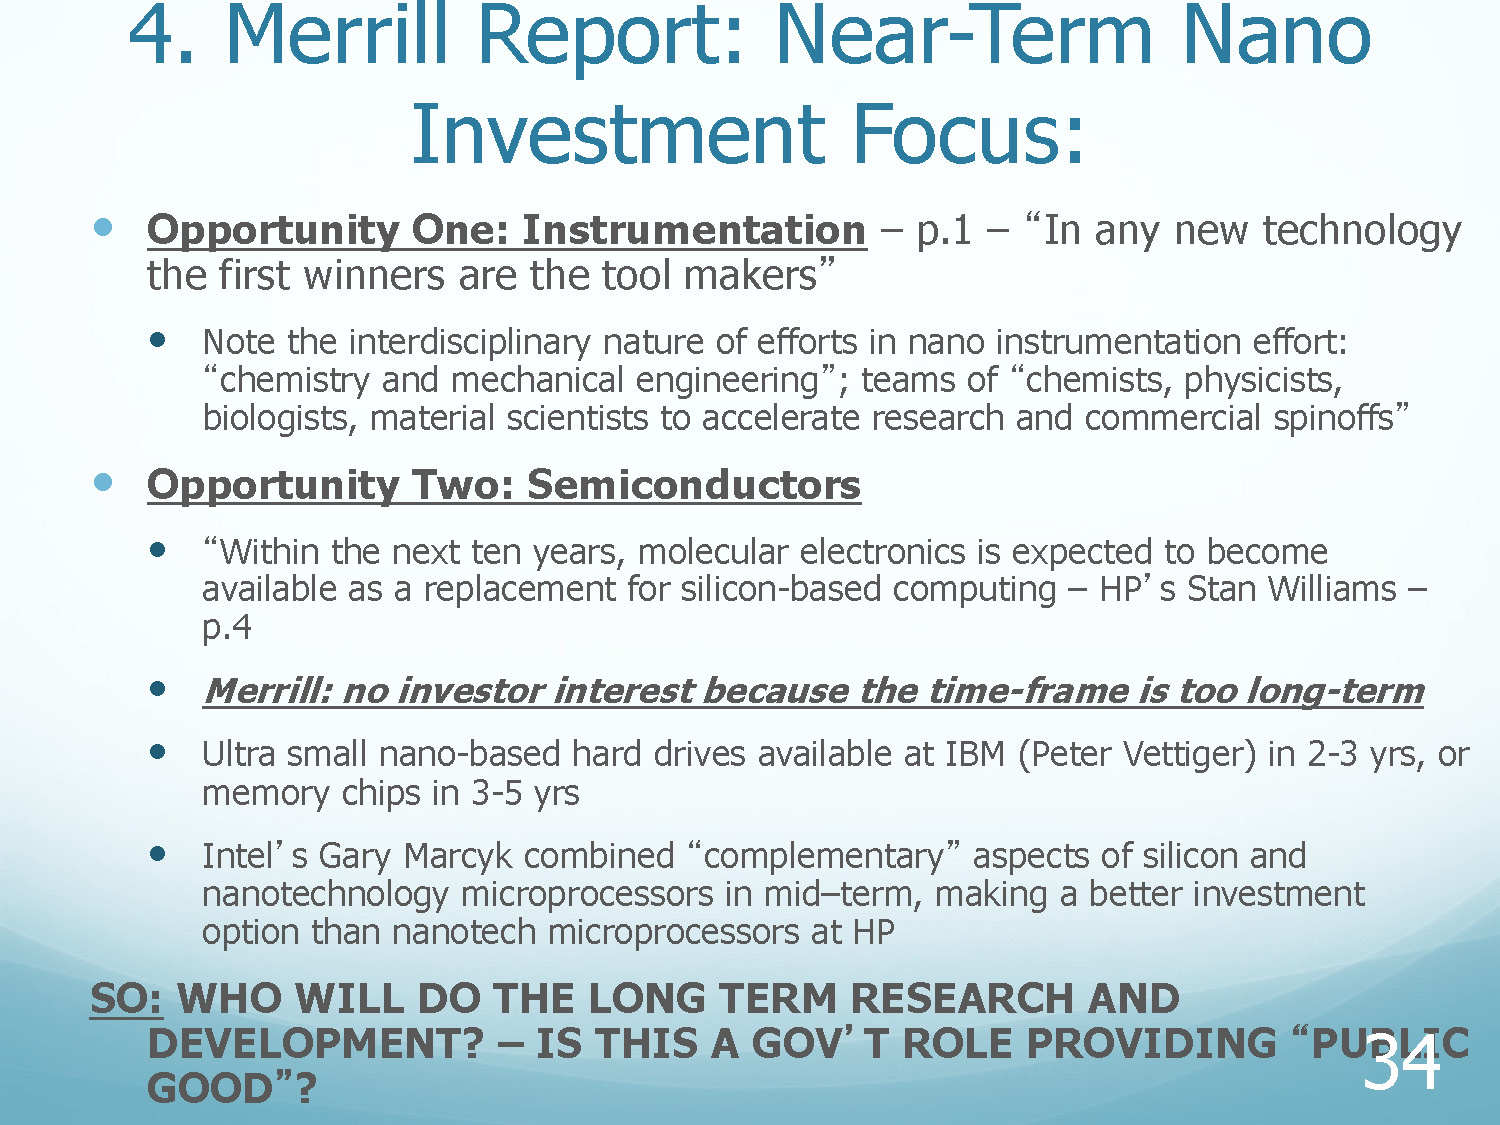 4. Merrill Report: Near-Term Nano
Investment Focus:
• Opportunity One: Instrumentation – p.1 – “In any new technology
the first winners are the tool makers”
• Note the interdisciplinary nature of efforts in nano instrumentation effort:
“chemistry and mechanical engineering”; teams of “chemists, physicists,
biologists, material scientists to accelerate research and commercial spinoffs”
• Opportunity Two: Semiconductors
• “Within the next ten years, molecular electronics is expected to become
available as a replacement for silicon-based computing – HP’s Stan Williams –
p.4
• Merrill: no investor interest because the time-frame is too long-term
• Ultra small nano-based hard drives available at IBM (Peter Vettiger) in 2-3 yrs, or
memory chips in 3-5 yrs
• Intel’s Gary Marcyk combined “complementary” aspects of silicon and
nanotechnology microprocessors in mid–term, making a better investment
option than nanotech microprocessors at HP
SO: WHO WILL DO THE LONG TERM RESEARCH AND
DEVELOPMENT? – IS THIS A GOV’T ROLE PROVIDING “PUBLIC
GOOD”?
34